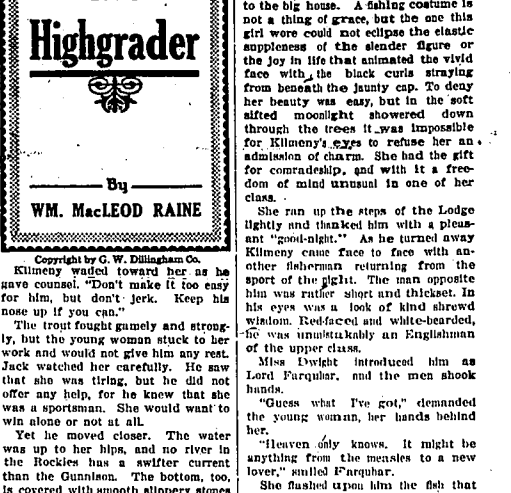 Highgrader
By
WM. MacLEOD RAINE
Copyright by G. W. Dillingham Co.
Kilmeny waded toward her as he
gave counsel. "Don't make it too easy
for him, but don't jerk. Keep his
nose up if you can."
The trout fought gamely and strong-
ly, but the young woman stuck to her
work and would not give him any rest.
Jack watched her carefully. He saw
that she was tiring, but he did not
offer any help, for he knew that she
was a sportsman. She would want to
win alone or not at all.
Yet he moved closer. The water
was up to her hips, and no river in
the Rockies has a swifter current
than the Gunnison. The bottom, too,
is covered with smooth slippery stones
to the big house. A fishing costume is
not a thing of grace, but the one this
girl wore could not eclipse the elastic
suppleness of the slender figure or
the joy in life that animated the vivid
face with the black curls straying
from beneath the jaunty cap. To deny
her beauty was easy, but in the soft
sifted moonlight showered down
through the trees it was impossible
for Kilmeny's eyes to refuse her an
admission of charm. She had the gift
for comradeship, and with it a free-
dom of mind unusual in one of her
class.
She ran up the steps of the Lodge
lightly and thanked him with a pleas-
ant "good-night." As he turned away
Kilmeny came face to face with an-
other fisherman returning from the
sport of the night. The man opposite
him was rather short and thickset. In
his eyes was a look of kind shrewd
wisdom. Red-faced and white-bearded,
he was unmistakably an Englishman
of the upper class.
Miss Dwight introduced him as
Lord Farquhar, and the men shook
hands.
"Guess what I've got," demanded
the young woman, her hands behind
her.
"Heaven only knows. It might be
anything from the measles to a new
lover," smiled Farquhar.
She flashed upon him the fish that